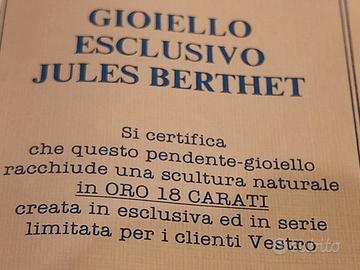 GIOIELLO
ESCLUSIVO
JULES BERTHET
Si certifica
che questo pendente-gioiello
racchiude una scultura naturale
in ORO 18 CARATI
creata in esclusiva ed in serie
limitata per i clienti Vestro
subito